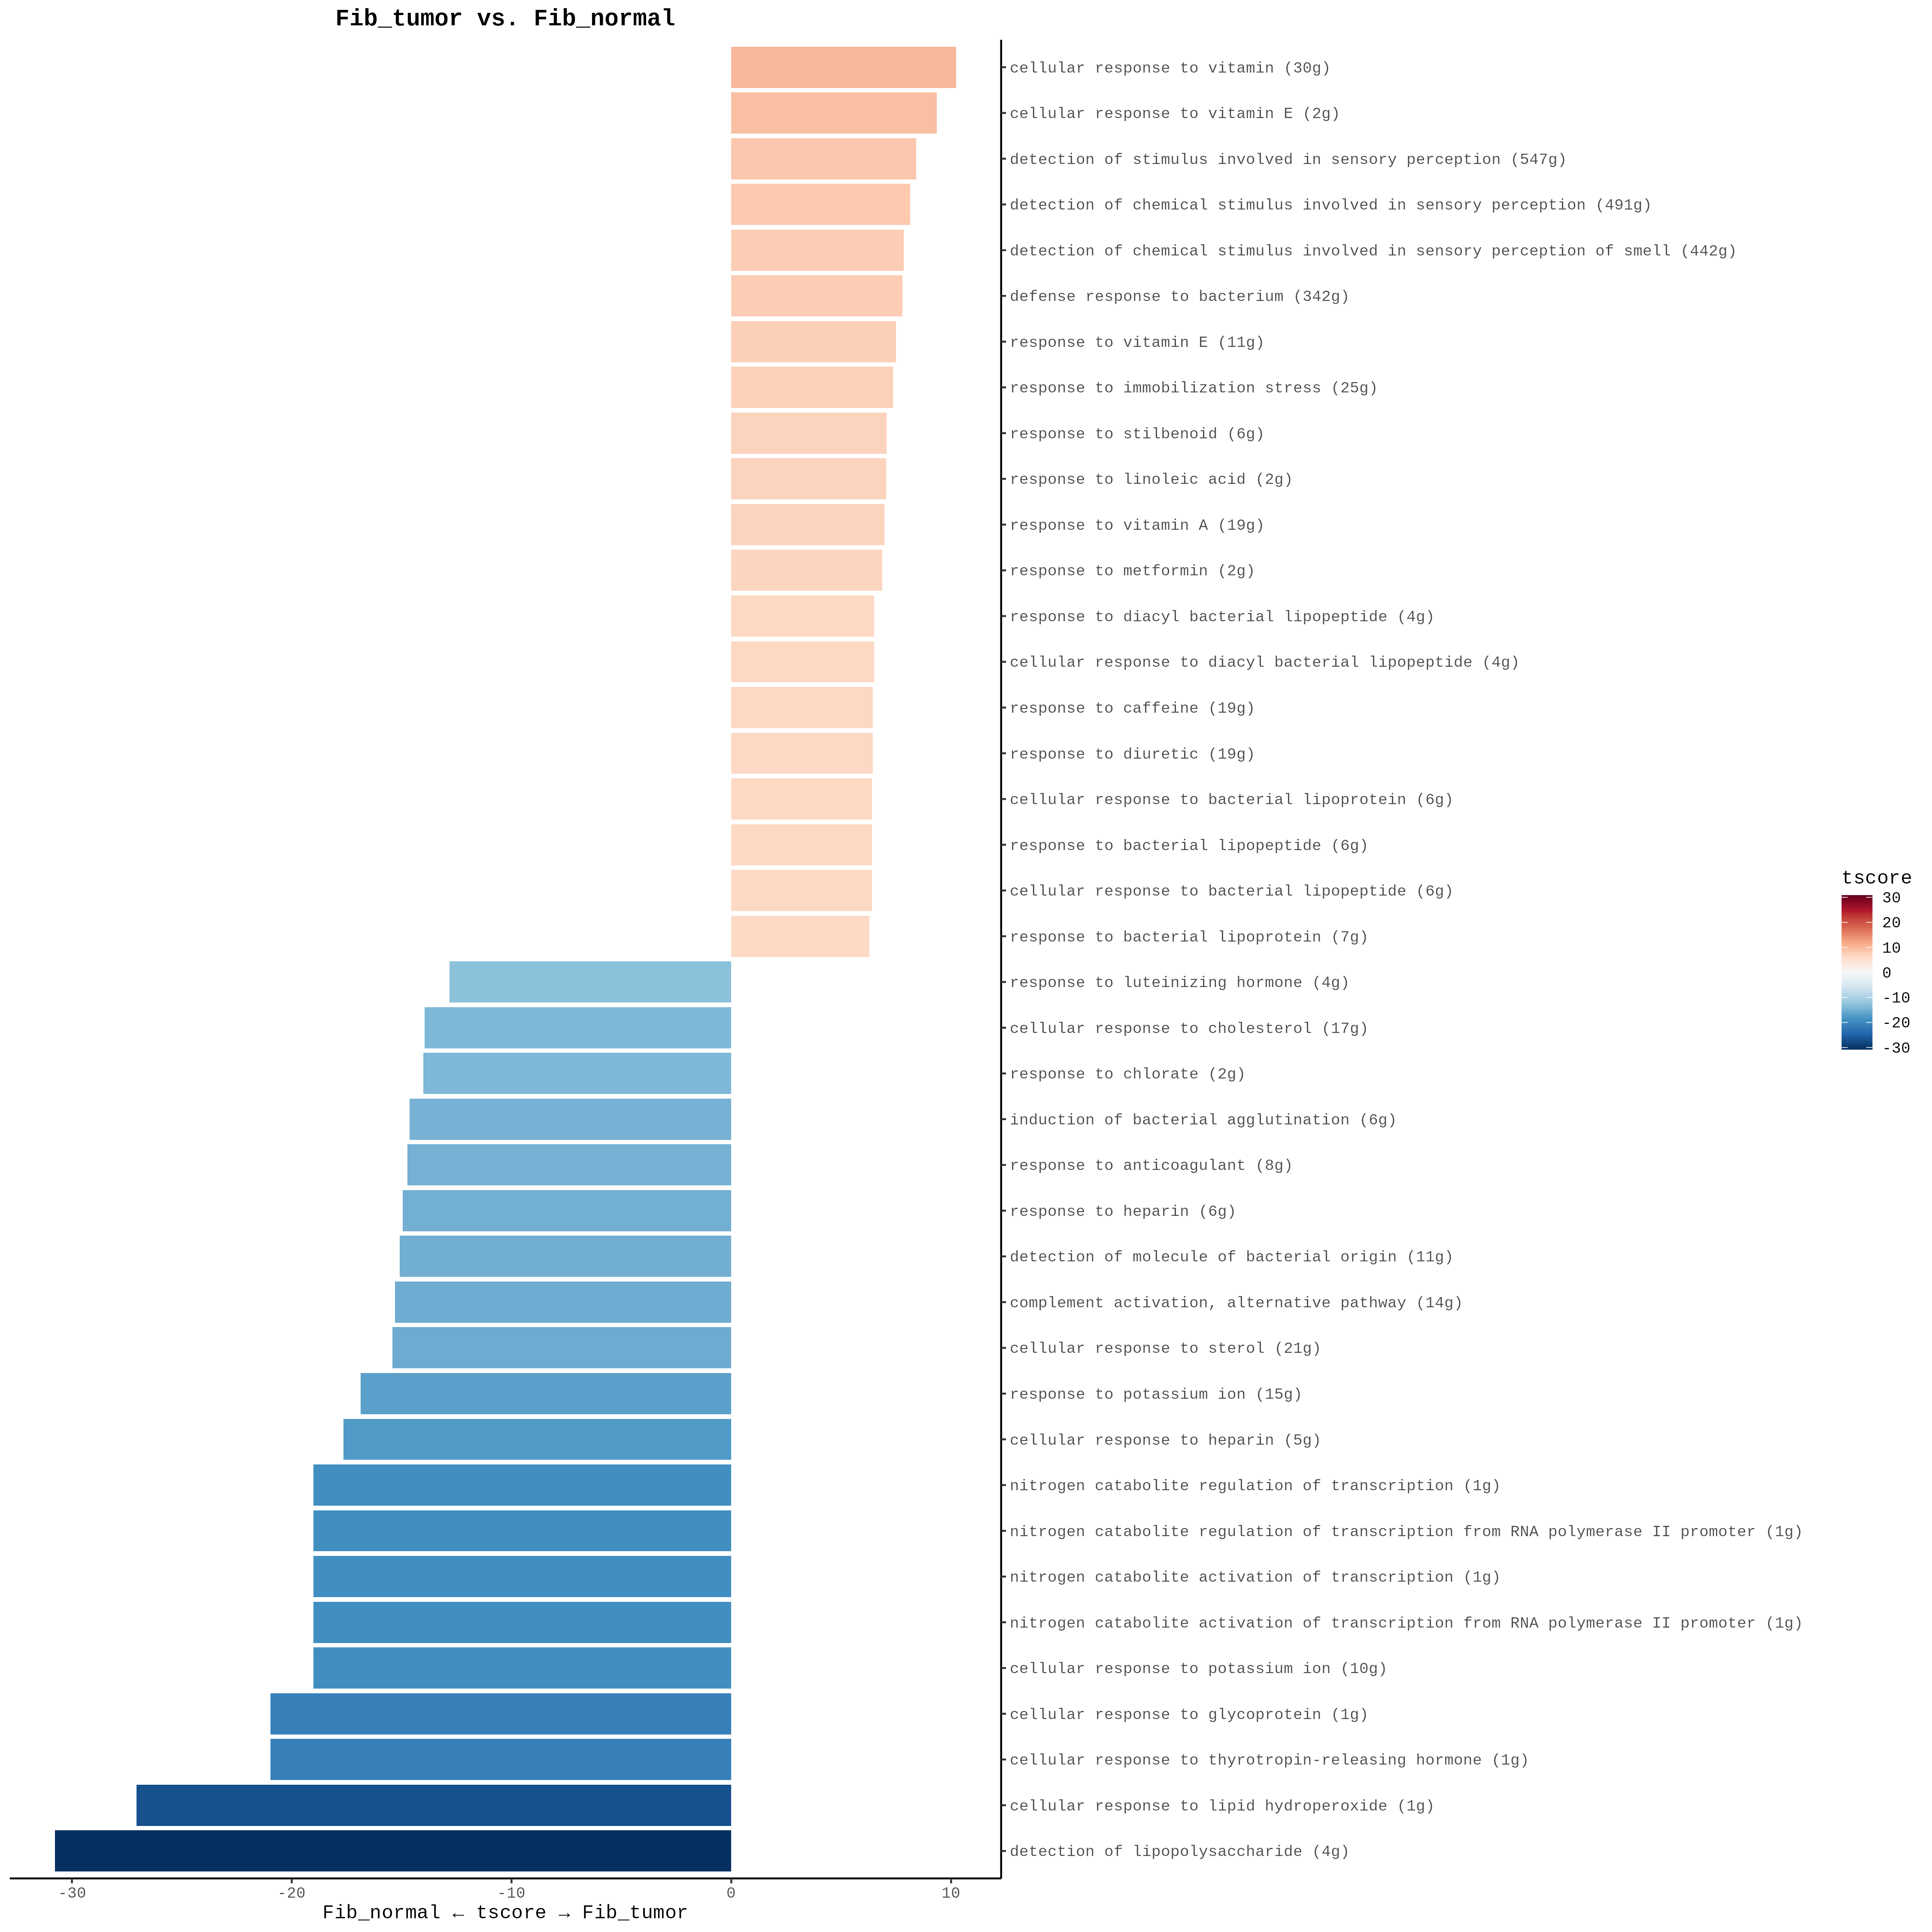 Fib_tumor vs. Fib_normal
cellular response to vitamin (30g)
cellular response to vitamin E (2g)
detection of stimulus involved in sensory perception (547g)
detection of chemical stimulus involved in sensory perception (491g)
detection of chemical stimulus involved in sensory perception of smell (442g)
defense response to bacterium (342g)
response to vitamin E (11g)
response to immobilization stress (25g)
response to stilbenoid (6g)
response to linoleic acid (2g)
response to vitamin A (19g)
response to metformin (2g)
response to diacyl bacterial lipopeptide (4g)
cellular response to diacyl bacterial lipopeptide (4g)
response to caffeine (19g)
response to diuretic (19g)
cellular response to bacterial lipoprotein (6g)
response to bacterial lipopeptide (6g)
cellular response to bacterial lipopeptide (6g)
response to bacterial lipoprotein (7g)
response to luteinizing hormone (4g)
cellular response to cholesterol (17g)
response to chlorate (2g)
induction of bacterial agglutination (6g)
response to anticoagulant (8g)
response to heparin (6g)
detection of molecule of bacterial origin (11g)
complement activation, alternative pathway (14g)
cellular response to sterol (21g)
response to potassium ion (15g)
cellular response to heparin (5g)
nitrogen catabolite regulation of transcription (1g)
nitrogen catabolite regulation of transcription from RNA polymerase II promoter (1g)
nitrogen catabolite activation of transcription (1g)
nitrogen catabolite activation of transcription from RNA polymerase II promoter (1g)
cellular response to potassium ion (10g)
cellular response to glycoprotein (1g)
cellular response to thyrotropin-releasing hormone (1g)
cellular response to lipid hydroperoxide (1g)
detection of lipopolysaccharide (4g)
-30 -20 -10 0 10
Fib_normal ← tscore → Fib_tumor
tscore
30
20
10
0
-10
-20
-30